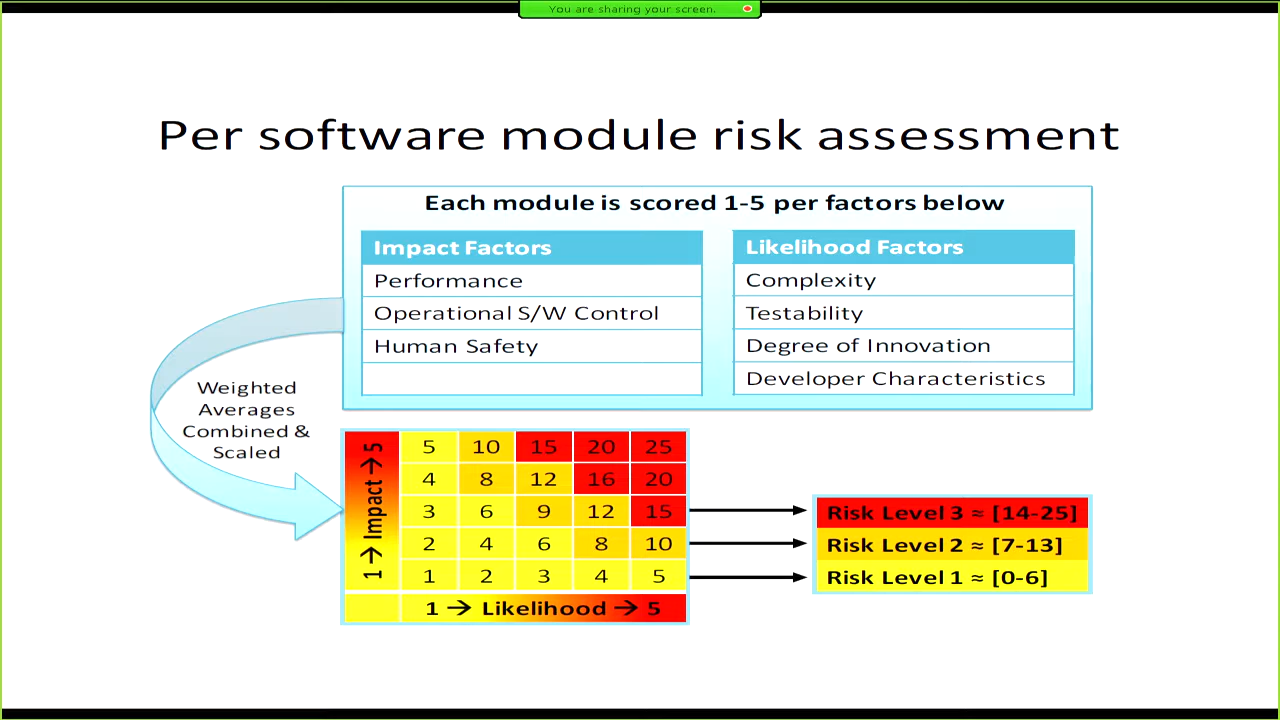 You are sharing your screen.
Per software module risk assessment
Each module is scored 1-5 per factors below
Impact Factors
Performance
Operational S/W Control
Human Safety
Likelihood Factors
Complexity
Testability
Degree of Innovation
Developer Characteristics
Weighted
Averages
Combined &
Scaled
1 → Impact → 5
5 10 15 20 25
4 8 12 16 20
3 6 9 12 15
2 4 6 8 10
1 2 3 4 5
1 → Likelihood → 5
Risk Level 3 ≈ [14-25]
Risk Level 2 ≈ [7-13]
Risk Level 1 ≈ [0-6]